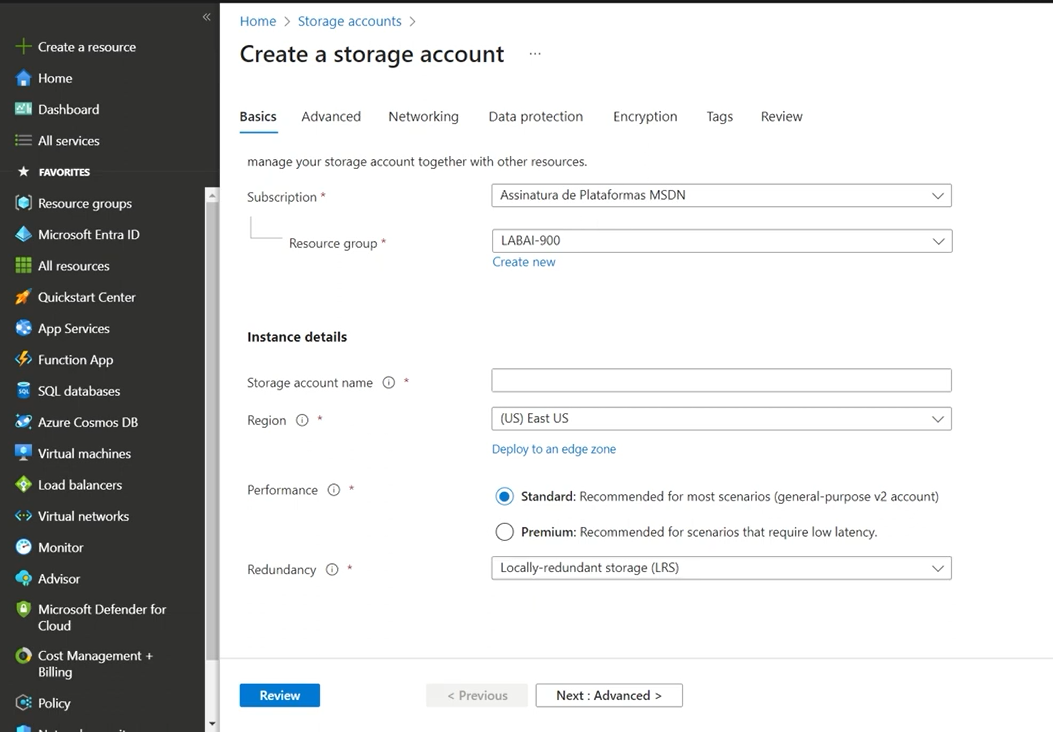 «
Create a resource
Home
Dashboard
All services
FAVORITES
Resource groups
Microsoft Entra ID
All resources
Quickstart Center
App Services
Function App
SQL databases
Azure Cosmos DB
Virtual machines
Load balancers
Virtual networks
Monitor
Advisor
Microsoft Defender for
Cloud
Cost Management +
Billing
Policy
Home > Storage accounts >
Create a storage account ...
Basics Advanced Networking Data protection Encryption Tags Review
manage your storage account together with other resources.
Subscription * Assinatura de Plataformas MSDN
Resource group * LABAI-900
Create new
Instance details
Storage account name *
Region * (US) East US
Deploy to an edge zone
Performance *
Standard: Recommended for most scenarios (general-purpose v2 account)
Premium: Recommended for scenarios that require low latency.
Redundancy * Locally-redundant storage (LRS)
Review < Previous Next : Advanced >